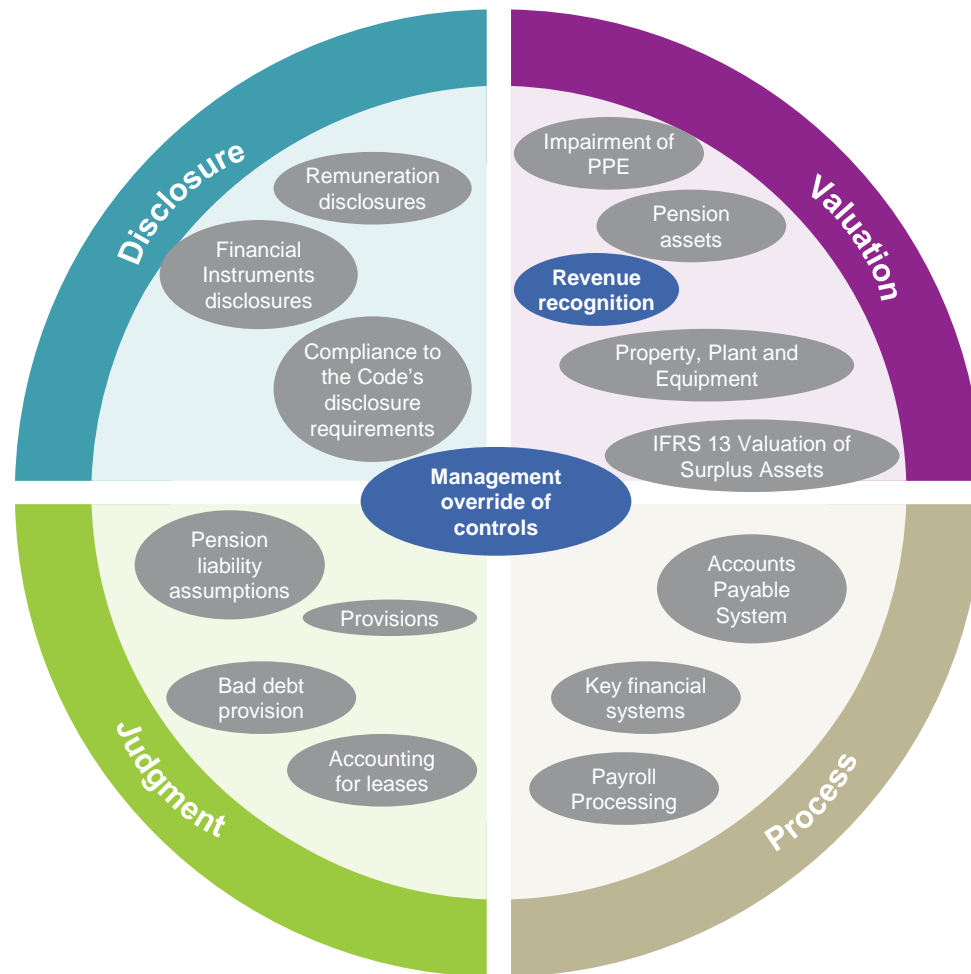 Disclosure
Remuneration
disclosures
Financial
Instruments
disclosures
Compliance to
the Code’s
disclosure
requirements
Valuation
Impairment of
PPE
Pension
assets
Revenue
recognition
Property, Plant and
Equipment
IFRS 13 Valuation of
Surplus Assets
Management
override of
controls
Judgment
Pension
liability
assumptions
Provisions
Bad debt
provision
Accounting
for leases
Process
Accounts
Payable
System
Key financial
systems
Payroll
Processing